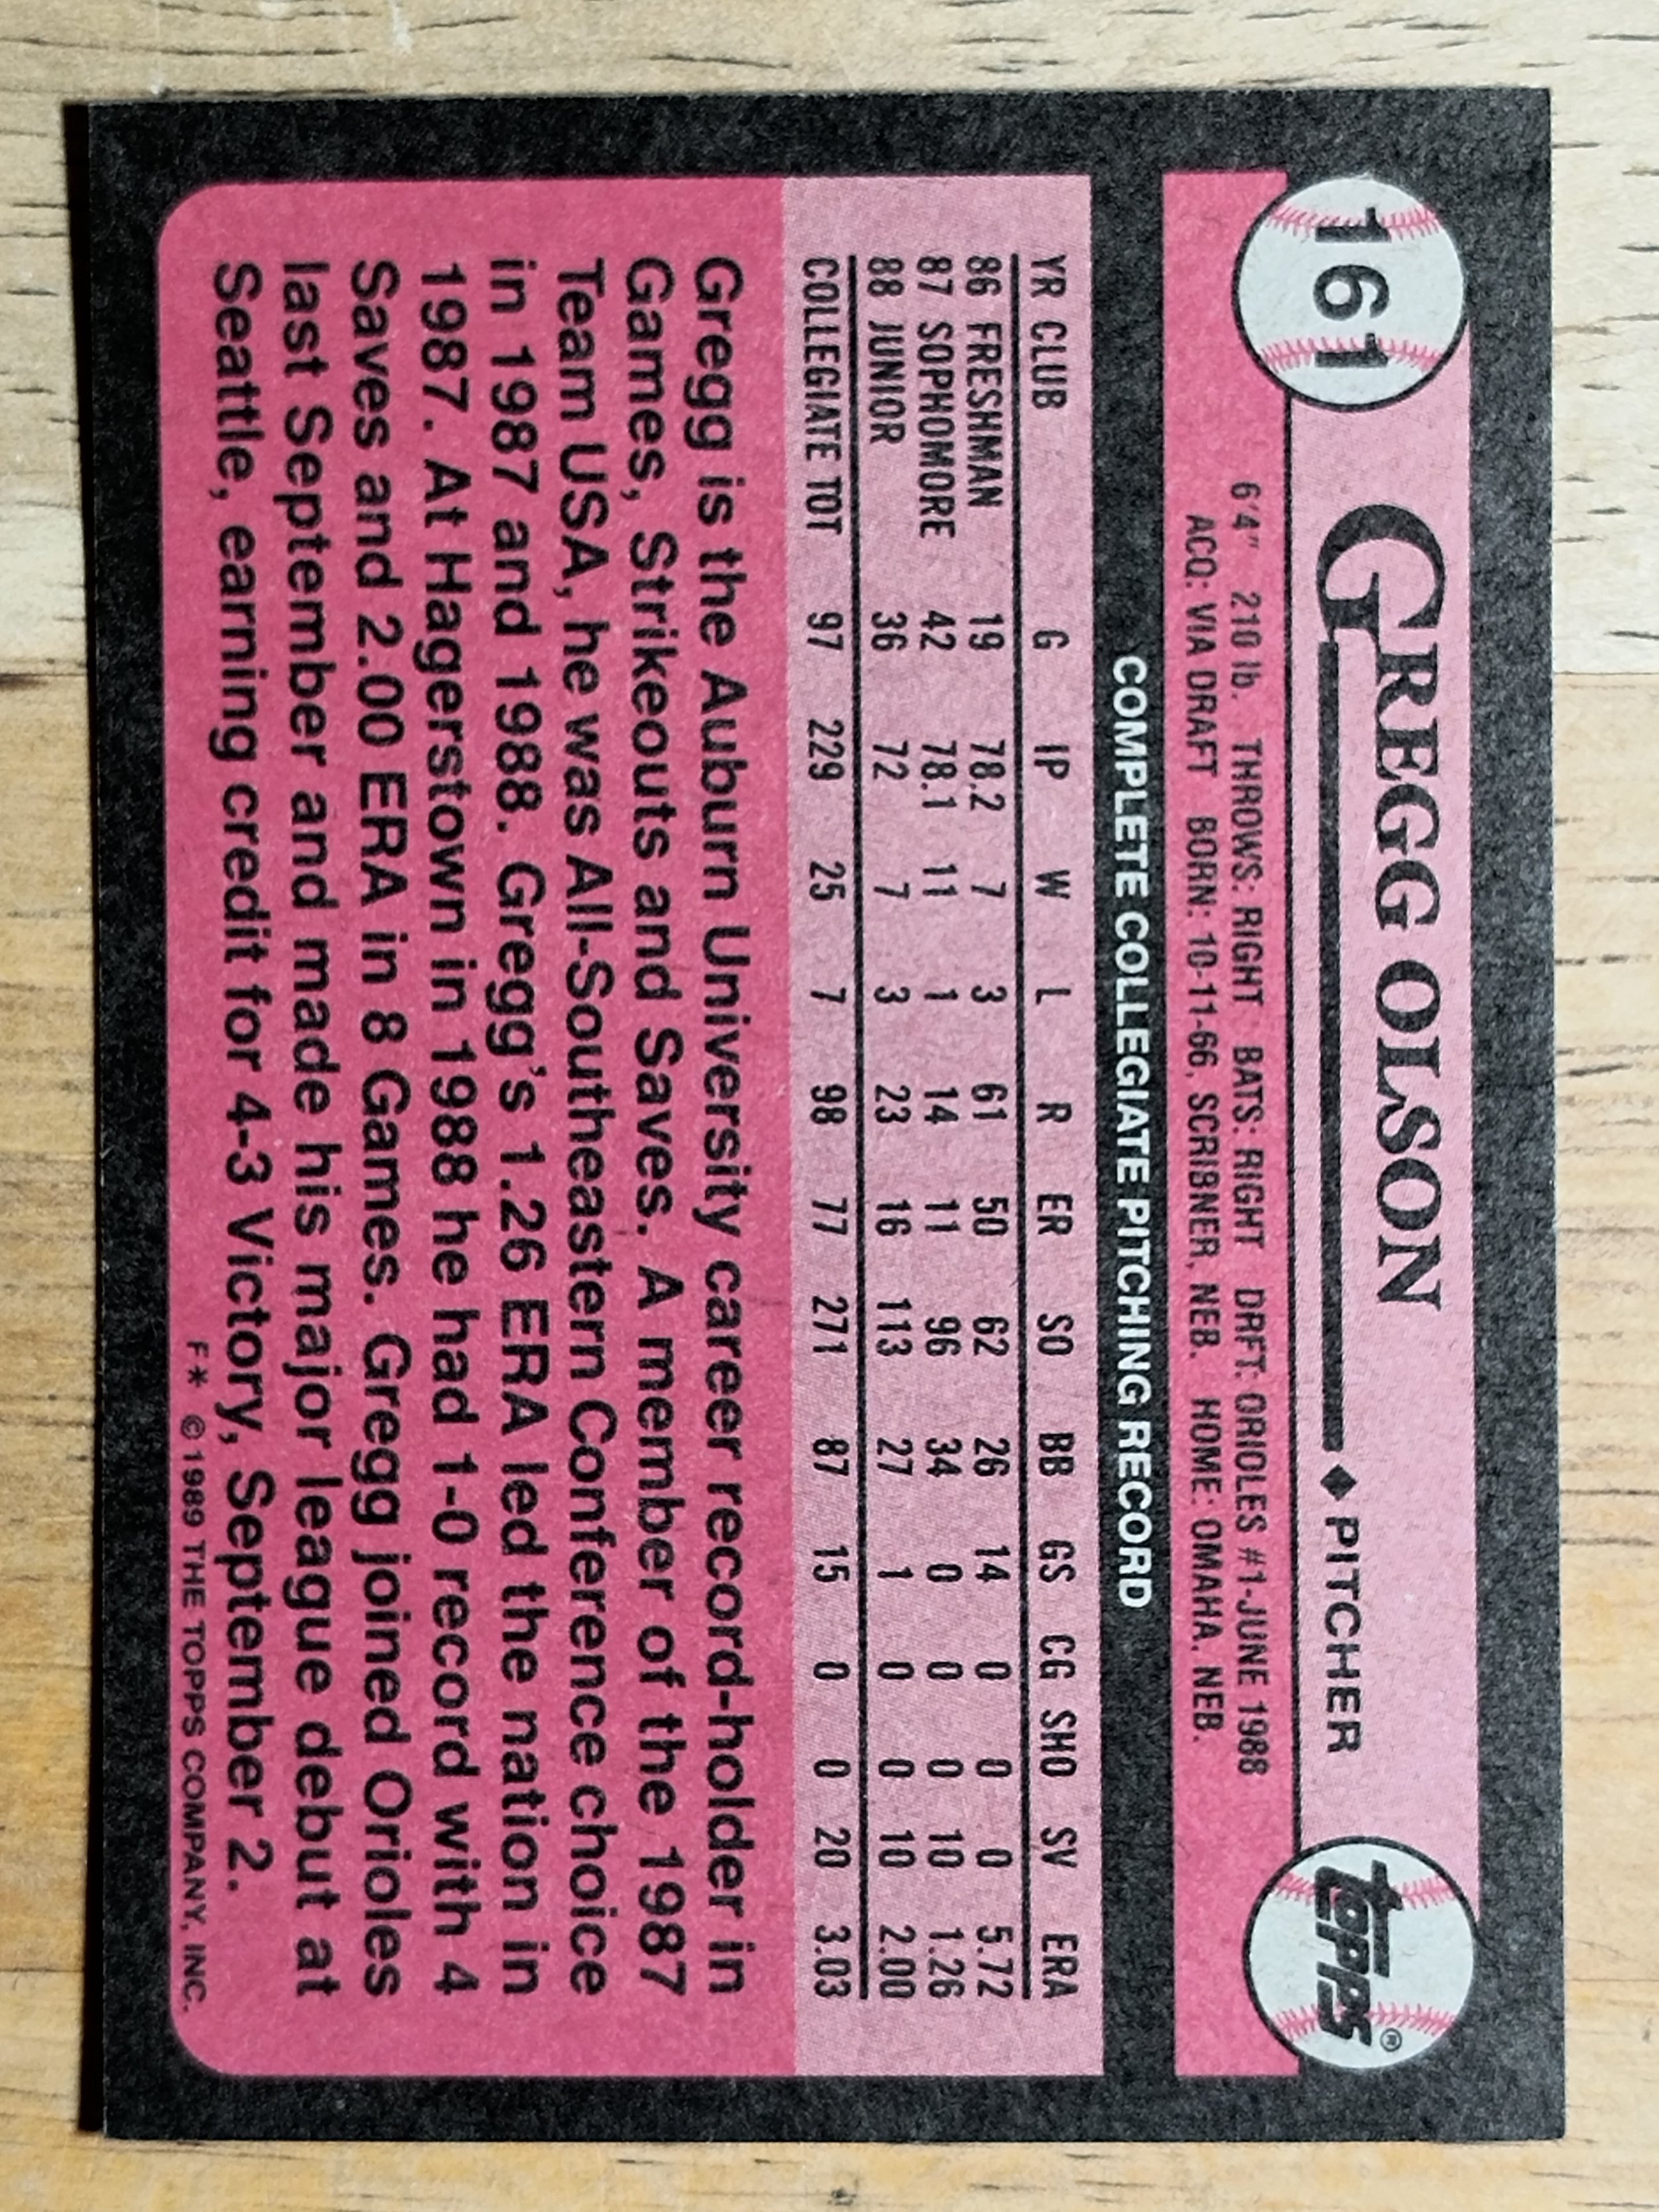 161
GREGG OLSON
◆ PITCHER
topps®
6'4" 210 lb. THROWS: RIGHT BATS: RIGHT DRFT: ORIOLES #1-JUNE 1988
ACQ: VIA DRAFT BORN: 10-11-66, SCRIBNER, NEB. HOME: OMAHA, NEB.
COMPLETE COLLEGIATE PITCHING RECORD
YR CLUB G IP W L R ER SO BB GS CG SHO SV ERA
86 FRESHMAN 19 78.2 7 3 61 50 62 26 14 0 0 0 5.72
87 SOPHOMORE 42 78.1 11 1 14 11 96 34 0 0 0 10 1.26
88 JUNIOR 36 72 7 3 23 16 113 27 1 0 0 10 2.00
COLLEGIATE TOT 97 229 25 7 98 77 271 87 15 0 0 20 3.03
Gregg is the Auburn University career record-holder in
Games, Strikeouts and Saves. A member of the 1987
Team USA, he was All-Southeastern Conference choice
in 1987 and 1988. Gregg's 1.26 ERA led the nation in
1987. At Hagerstown in 1988 he had 1-0 record with 4
Saves and 2.00 ERA in 8 Games. Gregg joined Orioles
last September and made his major league debut at
Seattle, earning credit for 4-3 Victory, September 2.
F* © 1989 THE TOPPS COMPANY, INC.